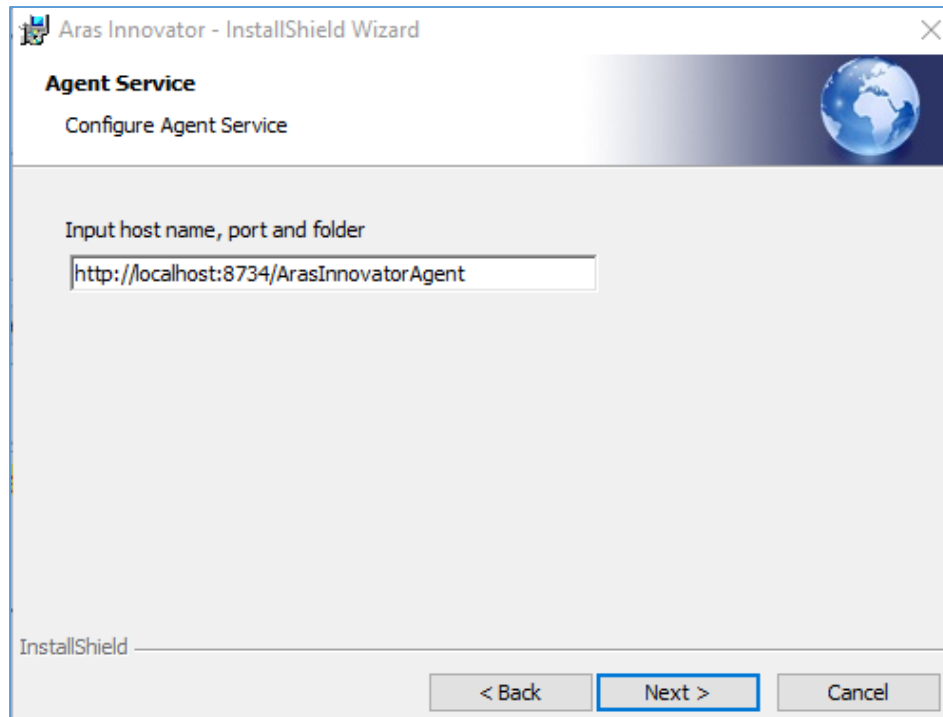 Aras Innovator - InstallShield Wizard
Agent Service
Configure Agent Service
Input host name, port and folder
http://localhost:8734/ArasInnovatorAgent
InstallShield
< Back Next > Cancel